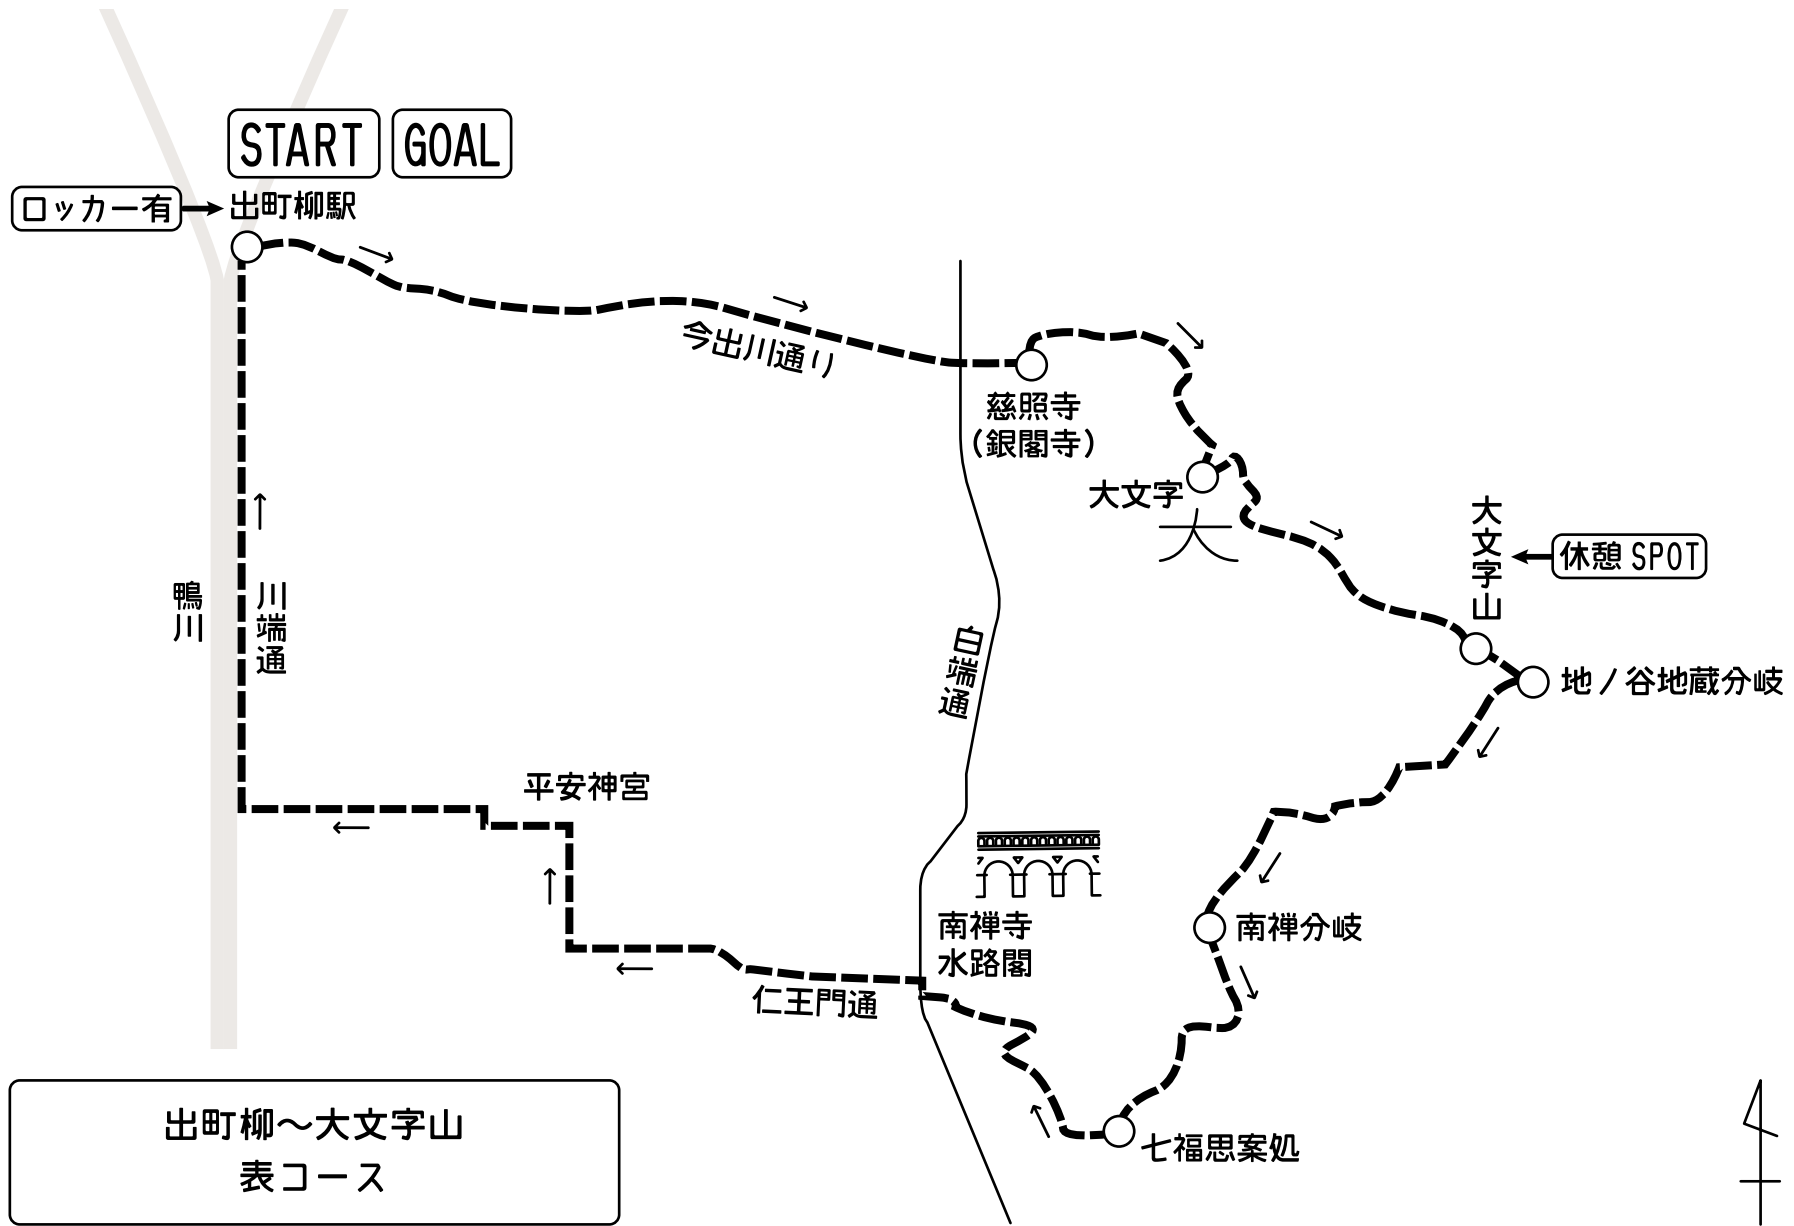 START
GOAL
ロッカー有
出町柳駅
今出川通り
慈照寺
(銀閣寺)
大文字
大文字山
休憩 SPOT
地ノ谷地蔵分岐
鴨川
川端通
白端通
平安神宮
南禅寺
水路閣
南禅分岐
仁王門通
七福思案処
出町柳〜大文字山
表コース